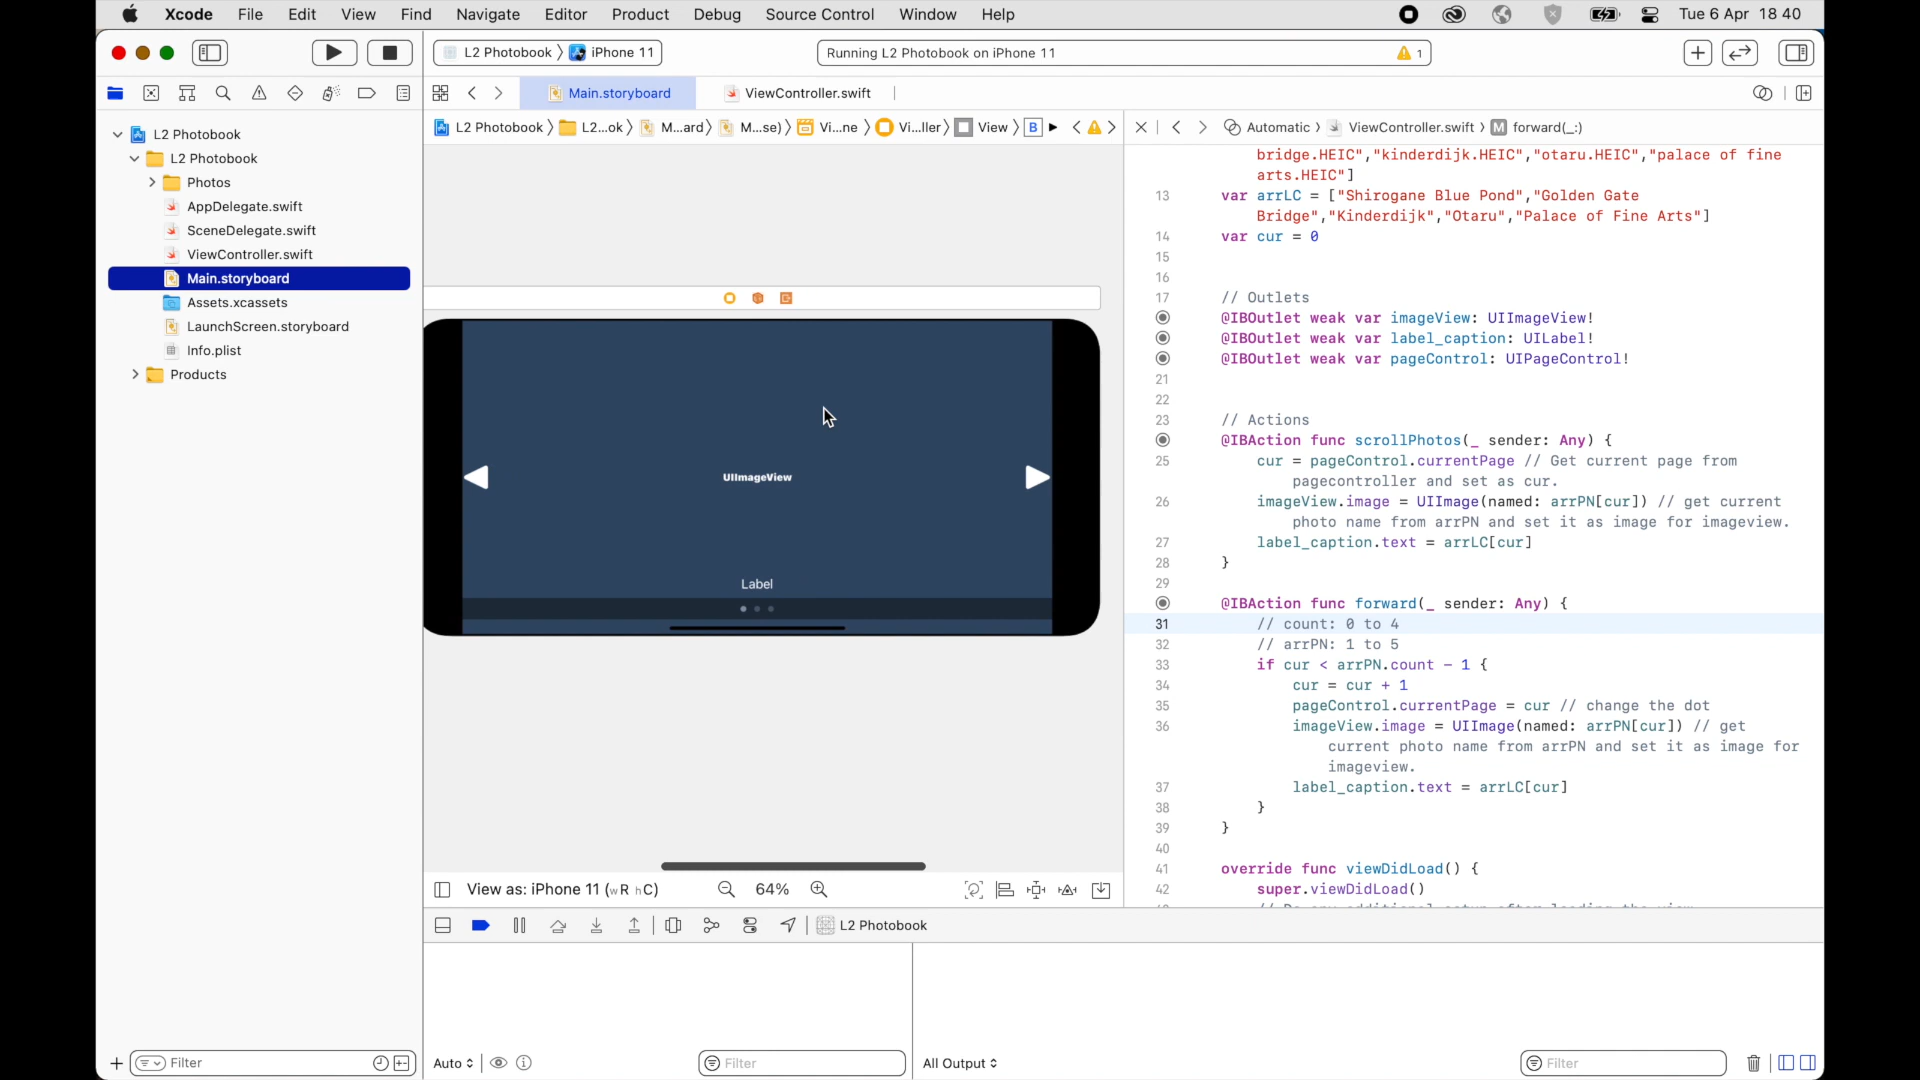 Xcode File Edit View Find Navigate Editor Product Debug Source Control Window Help Tue 6 Apr 18 40
L2 Photobook iPhone 11 Running L2 Photobook on iPhone 11 1
Main.storyboard ViewController.swift
L2 Photobook
L2 Photobook
Photos
AppDelegate.swift
SceneDelegate.swift
ViewController.swift
Main.storyboard
Assets.xcassets
LaunchScreen.storyboard
Info.plist
Products
L2 Photobook L2...ok M...ard M...se) Vi...ne Vi...ller View B
UIImageView
Label
View as: iPhone 11 (wR hC) 64%
Automatic ViewController.swift M forward(_:)
bridge.HEIC","kinderdijk.HEIC","otaru.HEIC","palace of fine
arts.HEIC"]
13 var arrLC = ["Shirogane Blue Pond","Golden Gate
Bridge","Kinderdijk","Otaru","Palace of Fine Arts"]
14 var cur = 0
15
16
17 // Outlets
@IBOutlet weak var imageView: UIImageView!
@IBOutlet weak var label_caption: UILabel!
@IBOutlet weak var pageControl: UIPageControl!
21
22
23 // Actions
@IBAction func scrollPhotos(_ sender: Any) {
25 cur = pageControl.currentPage // Get current page from
pagecontroller and set as cur.
26 imageView.image = UIImage(named: arrPN[cur]) // get current
photo name from arrPN and set it as image for imageview.
27 label_caption.text = arrLC[cur]
28 }
29
@IBAction func forward(_ sender: Any) {
31 // count: 0 to 4
32 // arrPN: 1 to 5
33 if cur < arrPN.count - 1 {
34 cur = cur + 1
35 pageControl.currentPage = cur // change the dot
36 imageView.image = UIImage(named: arrPN[cur]) // get
current photo name from arrPN and set it as image for
imageview.
37 label_caption.text = arrLC[cur]
38 }
39 }
40
41 override func viewDidLoad() {
42 super.viewDidLoad()
L2 Photobook
Filter Auto Filter All Output Filter